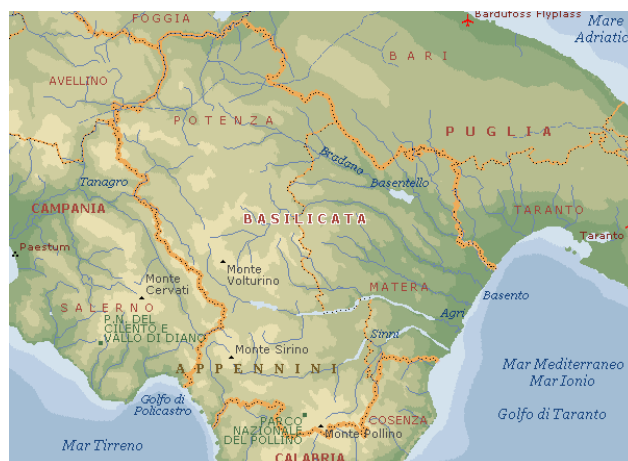 FOGGIA
Bardufoss Flyplass
Mare
Adriatic
BARI
AVELLINO
POTENZA
PUGLIA
Bradano
Tanagro
Basentello
CAMPANIA
BASILICATA
TARANTO
Paestum
Taranto
Monte
Volturino
Monte
Cervati
MATERA
Basento
SALERNO
P.N. DEL
CILENTO E
VALLO DI DIANO
Agri
Sinni
Monte Sirino
APPENNINI
Mar Mediterraneo
Mar Ionio
Golfo di
Policastro
PARCO
NAZIONALE
DEL POLLINO
COSENZA
Golfo di Taranto
Monte Pollino
Mar Tirreno
CALABRIA